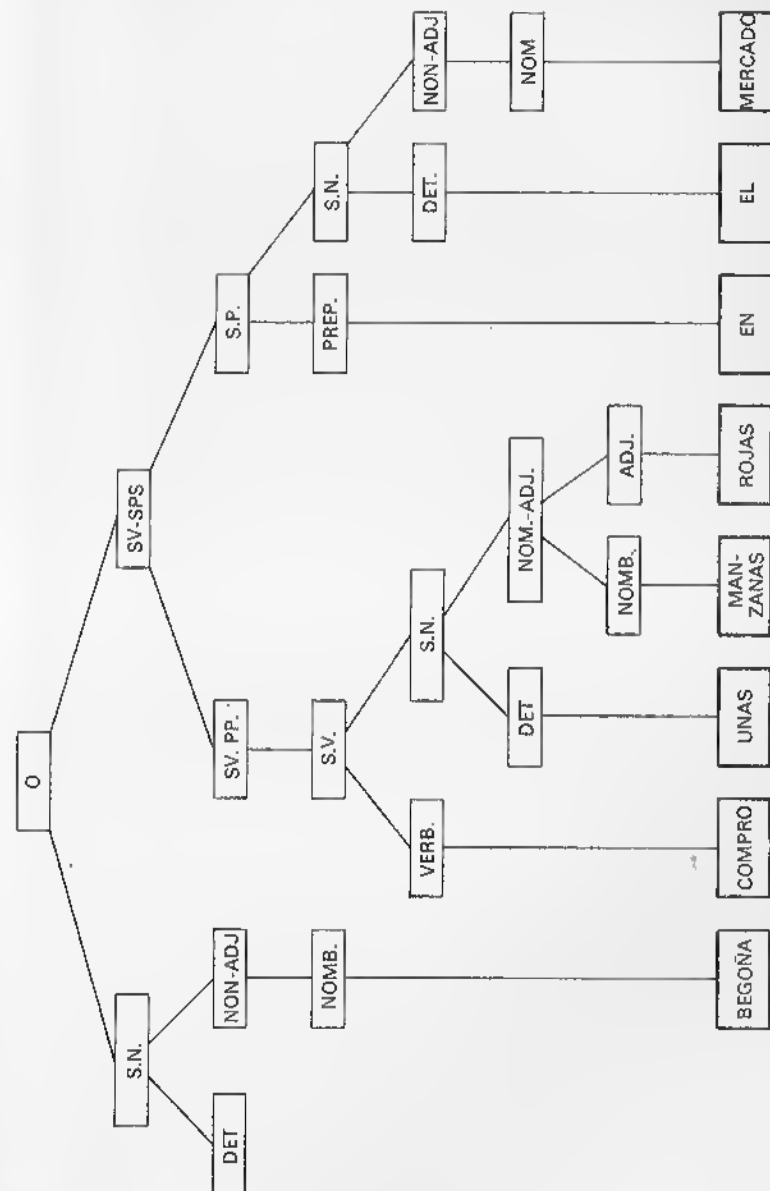 O
S.N.
SV-SPS
DET
NON-ADJ
SV. PP.
S.P.
NOMB.
S.V.
PREP.
S.N.
VERB.
S.N.
DET.
NON-ADJ
DET
NOM.-ADJ.
NOM
NOMB.
ADJ.
BEGOÑA
COMPRO
UNAS
MAN-
ZANAS
ROJAS
EN
EL
MERCADO